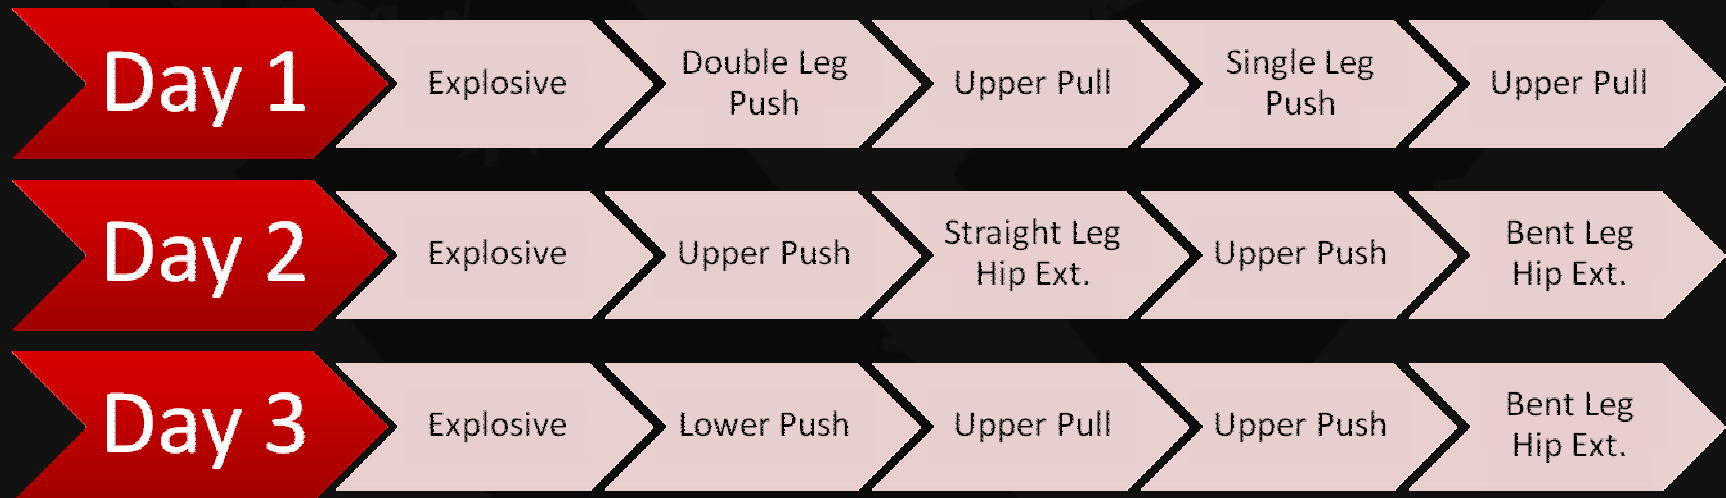 Day 1
Explosive
Double Leg
Push
Upper Pull
Single Leg
Push
Upper Pull
Day 2
Explosive
Upper Push
Straight Leg
Hip Ext.
Upper Push
Bent Leg
Hip Ext.
Day 3
Explosive
Lower Push
Upper Pull
Upper Push
Bent Leg
Hip Ext.